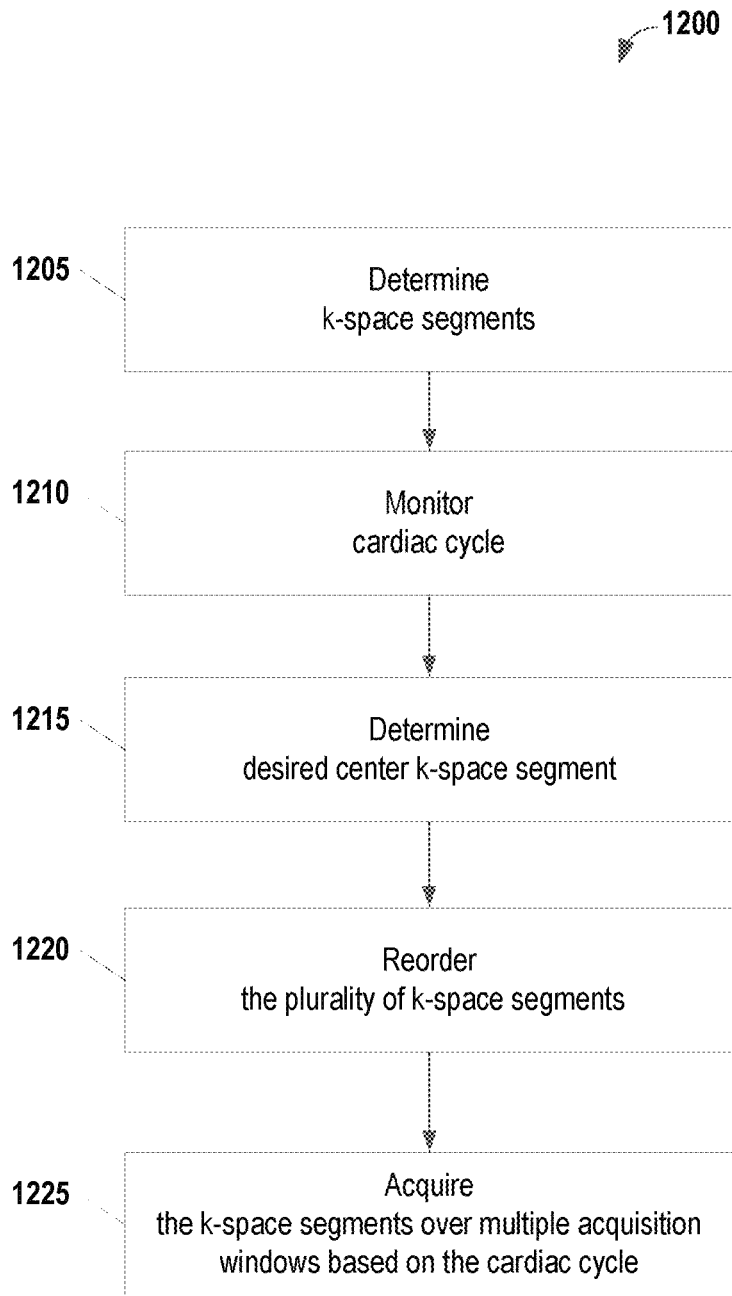 1200
1205
Determine
k-space segments
1210
Monitor
cardiac cycle
1215
Determine
desired center k-space segment
1220
Reorder
the plurality of k-space segments
1225
Acquire
the k-space segments over multiple acquisition
windows based on the cardiac cycle